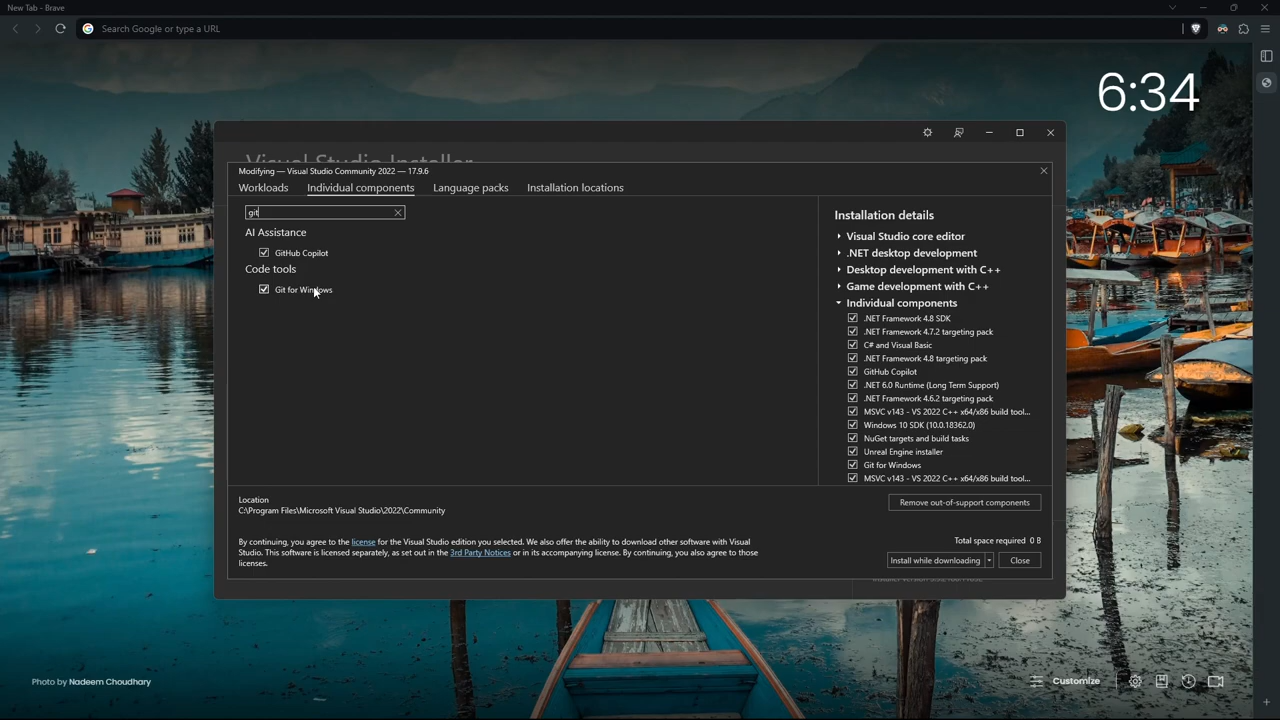 New Tab - Brave
Search Google or type a URL
6:34
Visual Studio Installer
Modifying — Visual Studio Community 2022 — 17.9.6
Workloads
Individual components
Language packs
Installation locations
git
AI Assistance
GitHub Copilot
Code tools
Git for Windows
Installation details
Visual Studio core editor
.NET desktop development
Desktop development with C++
Game development with C++
Individual components
.NET Framework 4.8 SDK
.NET Framework 4.7.2 targeting pack
C# and Visual Basic
.NET Framework 4.8 targeting pack
GitHub Copilot
.NET 6.0 Runtime (Long Term Support)
.NET Framework 4.6.2 targeting pack
MSVC v143 - VS 2022 C++ x64/x86 build tool...
Windows 10 SDK (10.0.18362.0)
NuGet targets and build tasks
Unreal Engine installer
Git for Windows
MSVC v143 - VS 2022 C++ x64/x86 build tool...
Location
C:\Program Files\Microsoft Visual Studio\2022\Community
Remove out-of-support components
By continuing, you agree to the license for the Visual Studio edition you selected. We also offer the ability to download other software with Visual
Studio. This software is licensed separately, as set out in the 3rd Party Notices or in its accompanying license. By continuing, you also agree to those
licenses.
Total space required 0 B
Install while downloading
Close
Photo by Nadeem Choudhary
Customize